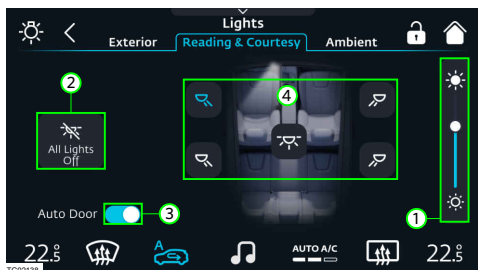 Lights
Exterior
Reading & Courtesy
Ambient
2
4
All Lights
Off
Auto Door
3
1
22.5
AUTO A/C
22.5